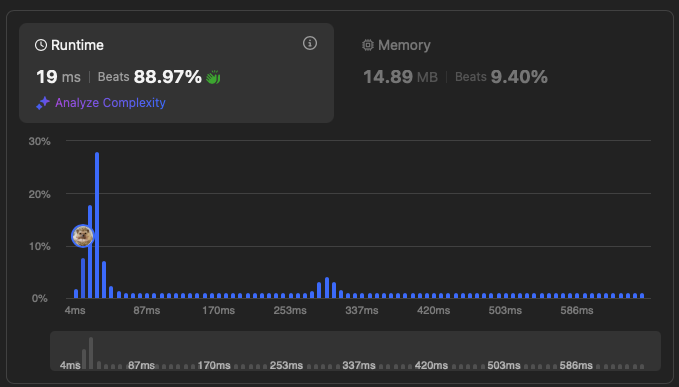 Runtime
19 ms | Beats 88.97%
Analyze Complexity
Memory
14.89 MB | Beats 9.40%
30%
20%
10%
0%
4ms 87ms 170ms 253ms 337ms 420ms 503ms 586ms
4ms 87ms 170ms 253ms 337ms 420ms 503ms 586ms